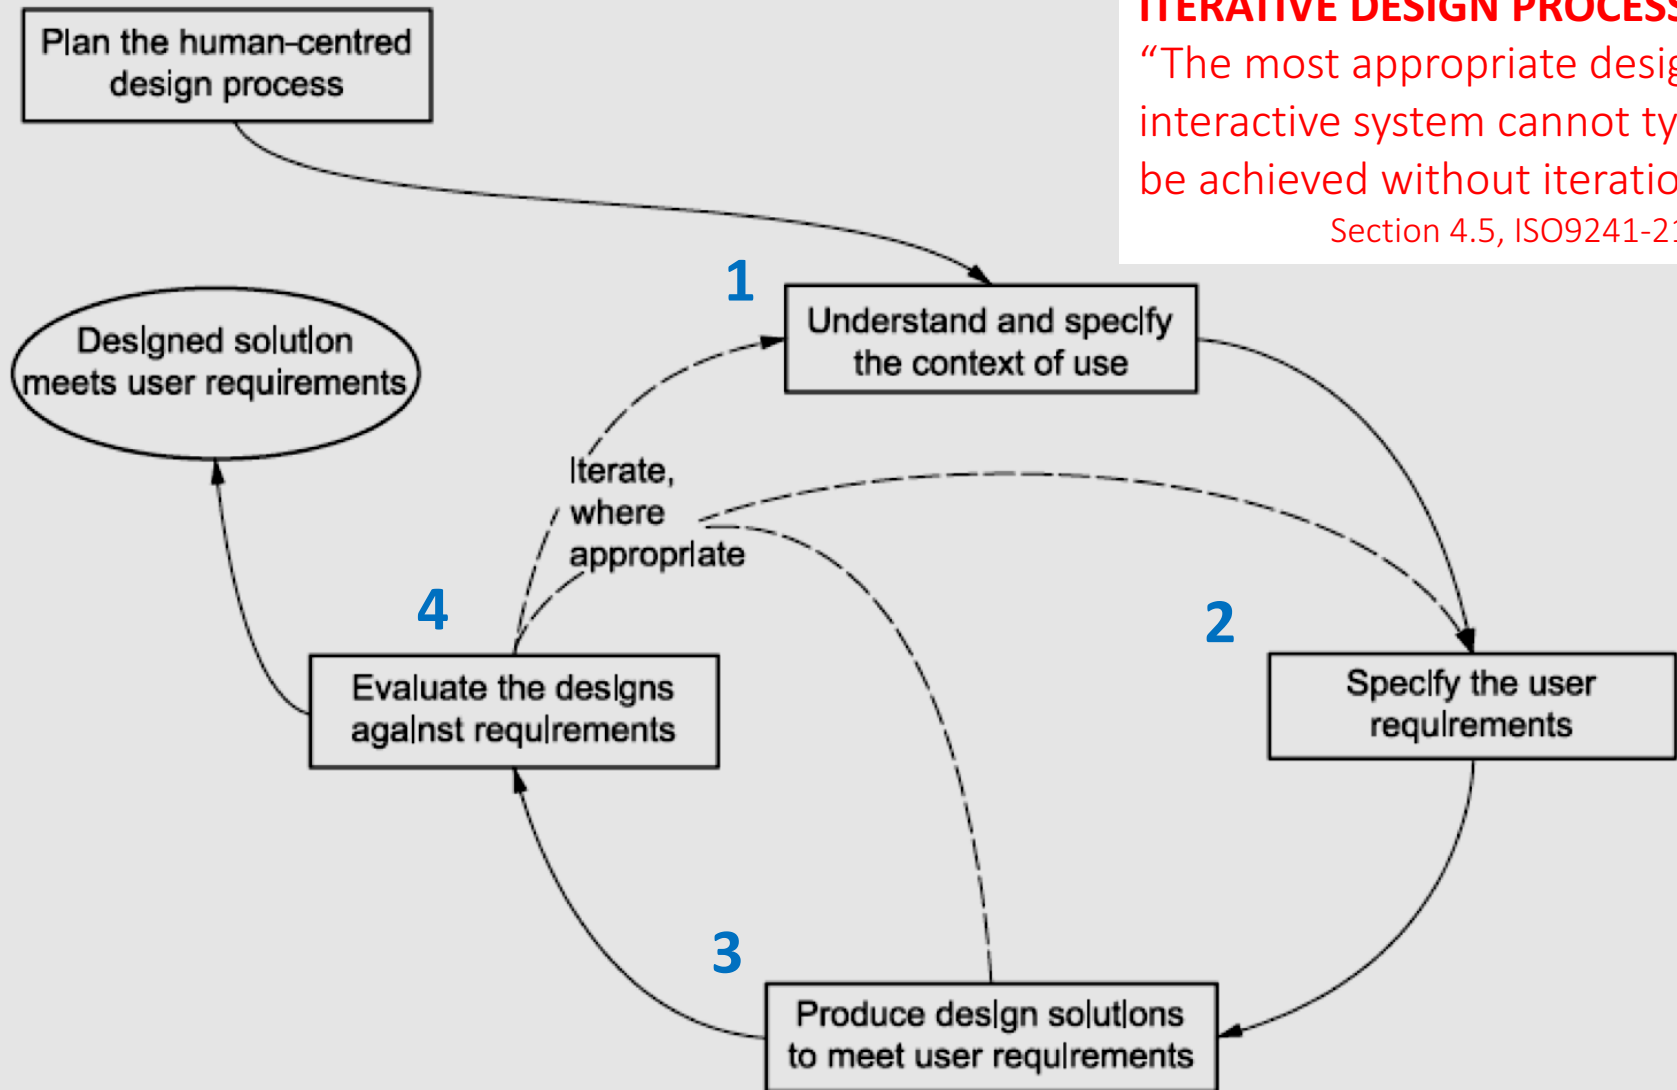 Plan the human-centred
design process
ITERATIVE DESIGN PROCESS
“The most appropriate desig
interactive system cannot ty
be achieved without iteratio
Section 4.5, ISO9241-21
1
Understand and specify
the context of use
Designed solution
meets user requirements
Iterate,
where
appropriate
4
Evaluate the designs
against requirements
2
Specify the user
requirements
3
Produce design solutions
to meet user requirements